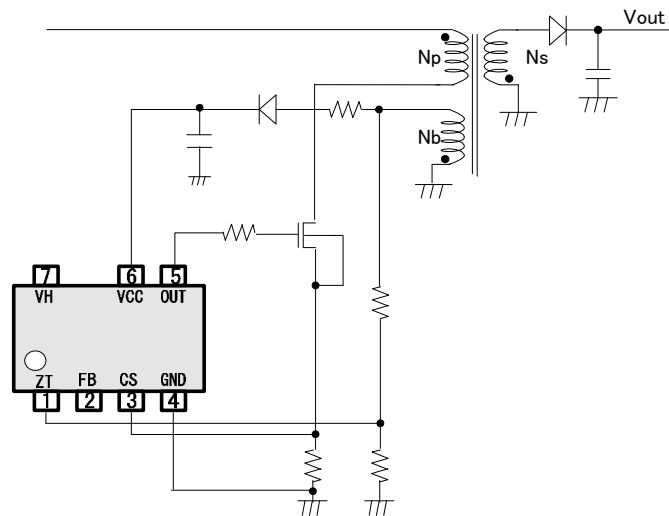 Vout
Np
Ns
Nb
7 6 5
VH VCC OUT
ZT FB CS GND
1 2 3 4